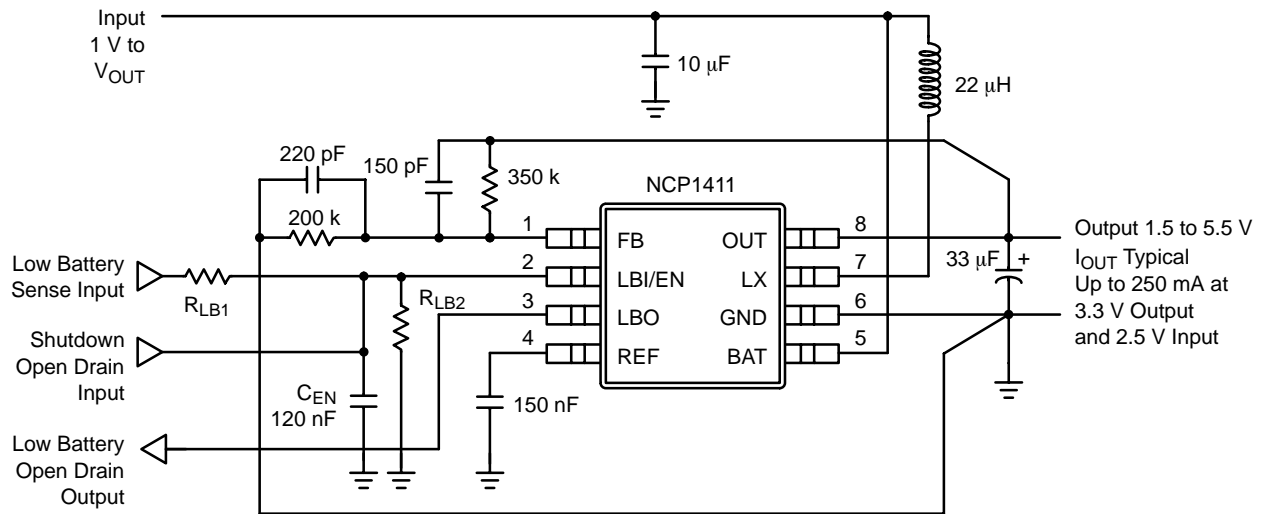 Input
1 V to
VOUT
10 μF
22 μH
220 pF
150 pF
350 k
200 k
NCP1411
1
2
3
4
FB
LBI/EN
LBO
REF
OUT
LX
GND
BAT
8
7
6
5
Low Battery
Sense Input
RLB1
RLB2
Shutdown
Open Drain
Input
CEN
120 nF
150 nF
Low Battery
Open Drain
Output
33 μF
+
Output 1.5 to 5.5 V
IOUT Typical
Up to 250 mA at
3.3 V Output
and 2.5 V Input